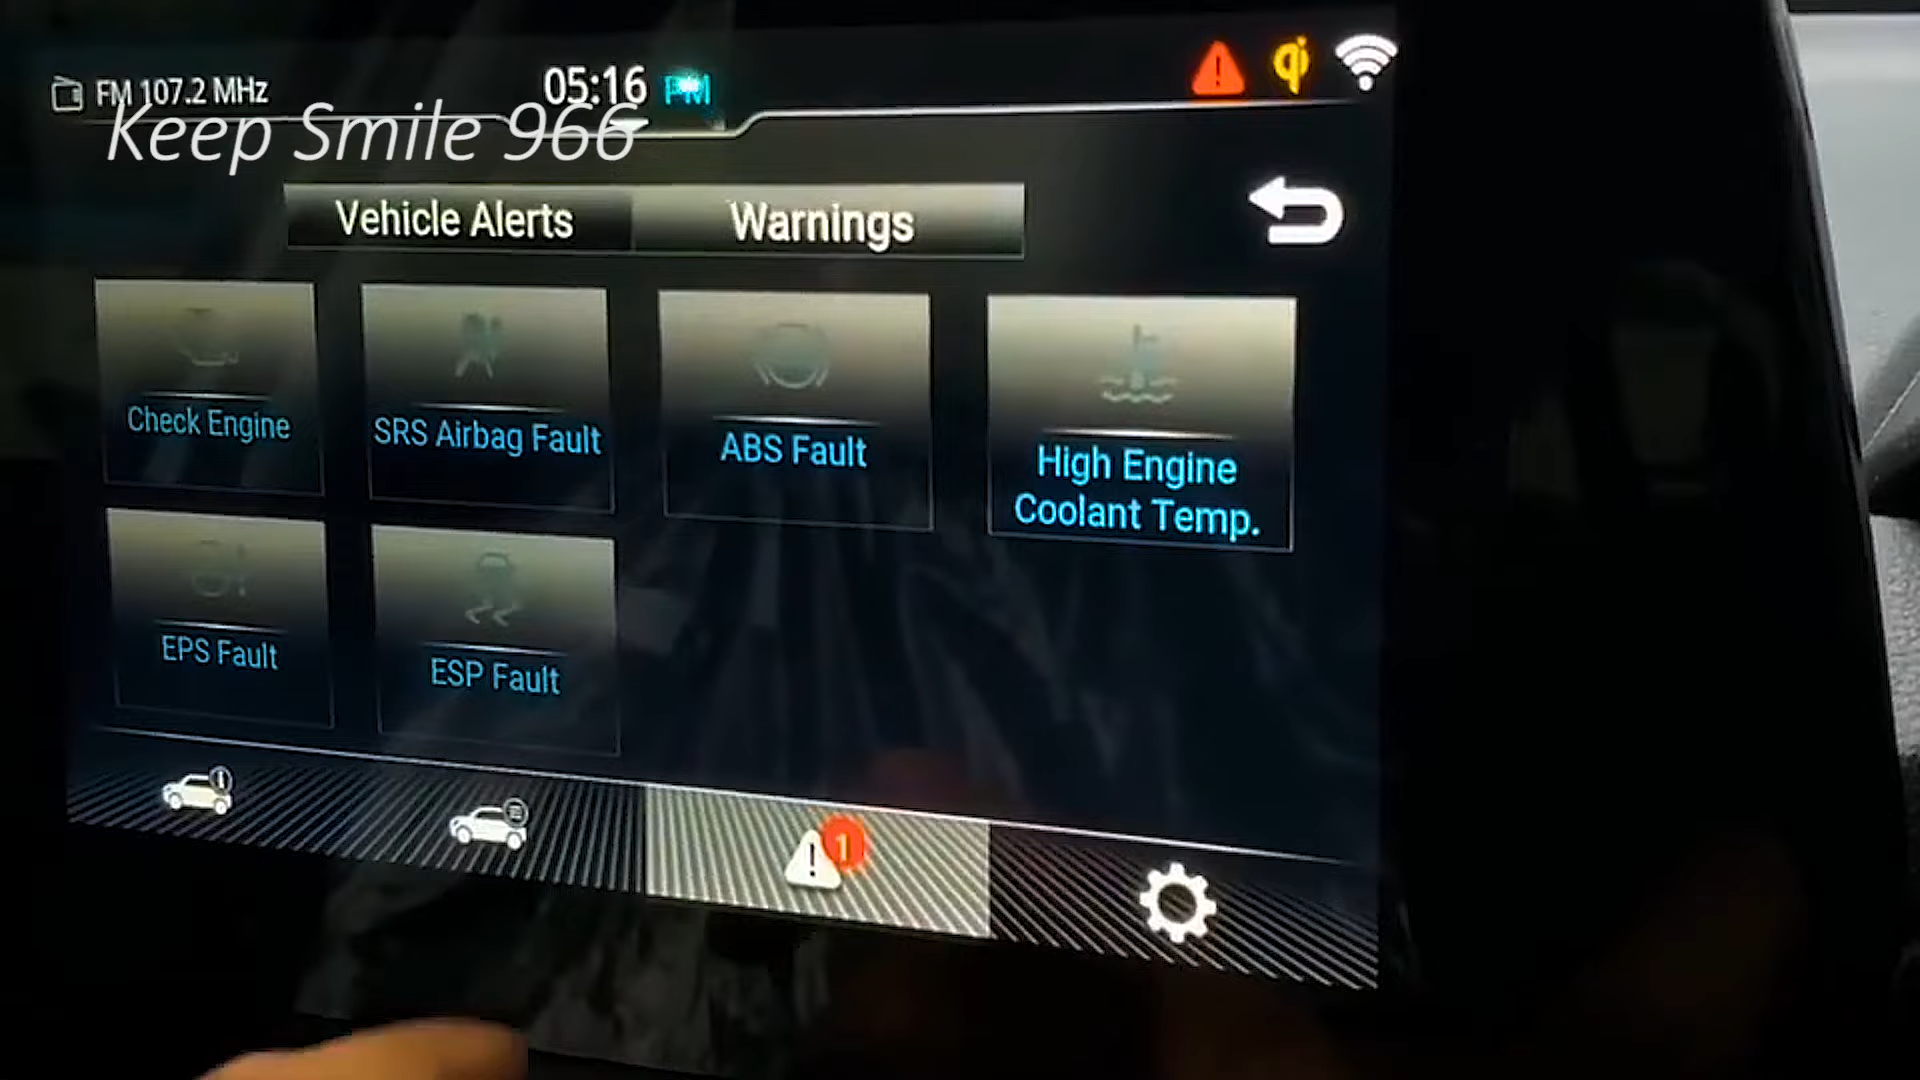 FM 107.2 MHz
05:16 PM
qi
Keep Smile 966
Vehicle Alerts
Warnings
Check Engine
SRS Airbag Fault
ABS Fault
High Engine
Coolant Temp.
EPS Fault
ESP Fault
1